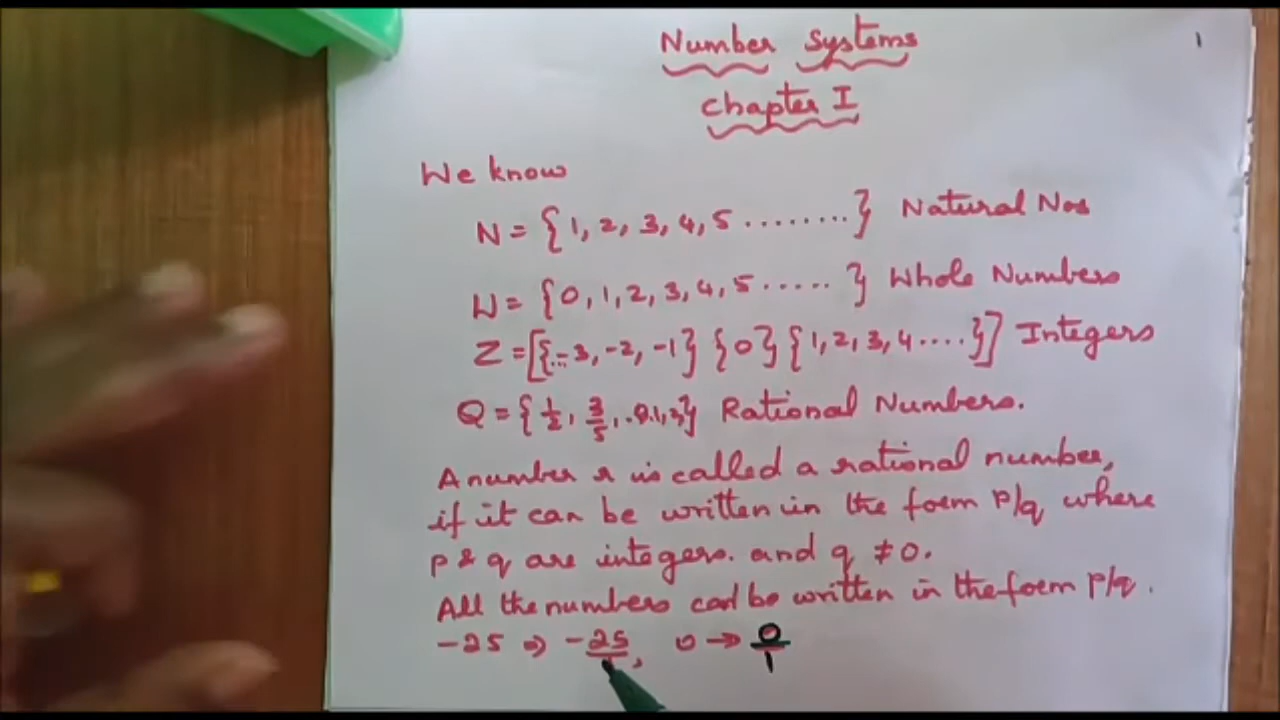 1
Number Systems
Chapter I
We know
N = {1, 2, 3, 4, 5 ........} Natural Nos
W = {0, 1, 2, 3, 4, 5 ..... } Whole Numbers
Z = [{...-3, -2, -1} {0} {1, 2, 3, 4 ....}] Integers
Q = {1/2, 3/5, } Rational Numbers.
A number r is called a rational number,
if it can be written in the form P/q where
p & q are integers. and q ≠ 0.
All the numbers can be written in the form P/q.
-25 ⇒ -25/1, 0 → 0/1